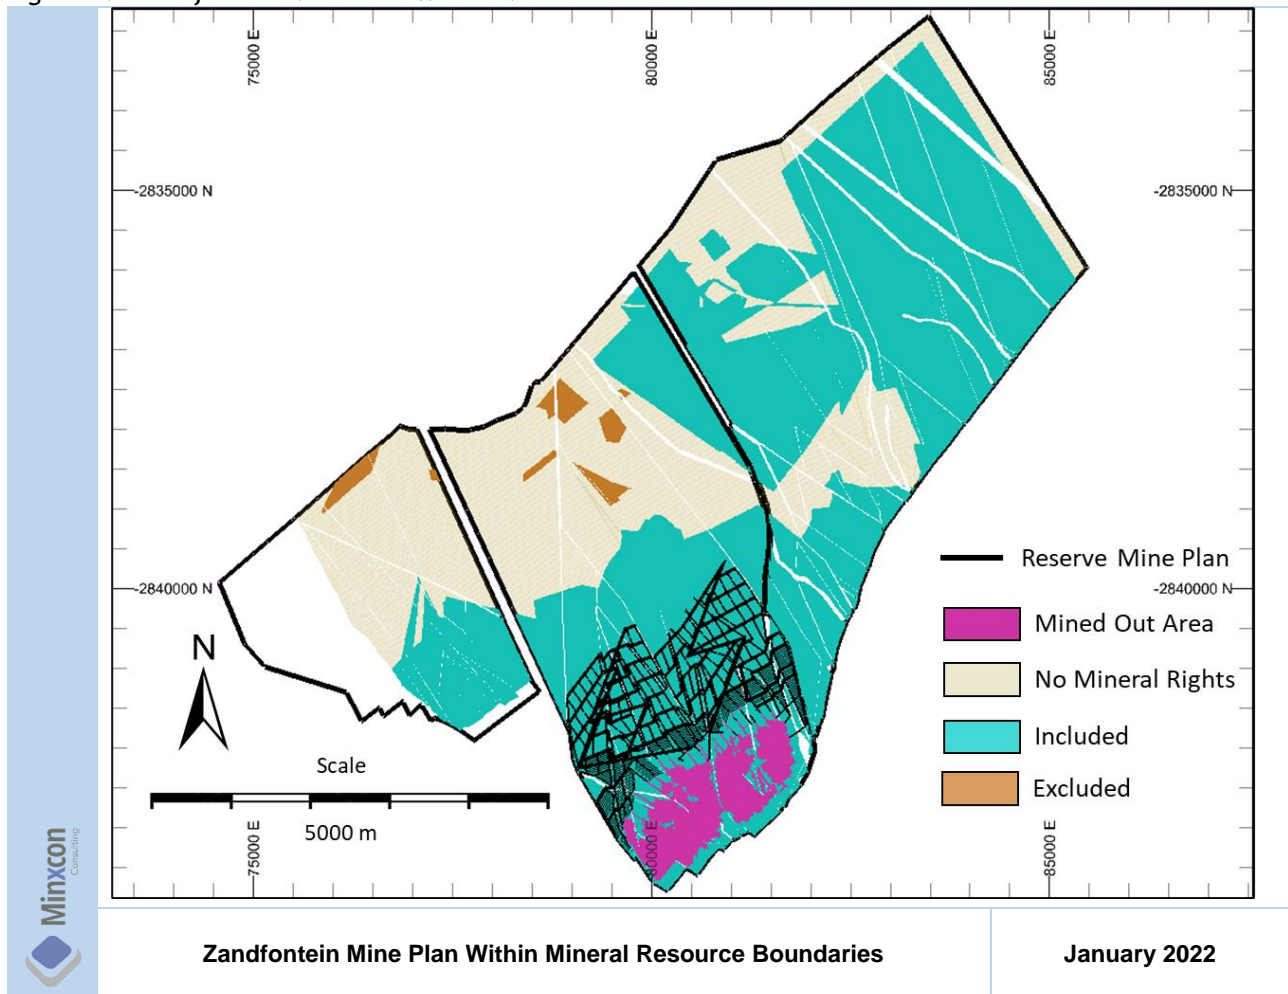 75000 E
80000 E
85000 E
-2835000 N
-2835000 N
Reserve Mine Plan
-2840000 N
-2840000 N
Mined Out Area
N
No Mineral Rights
Included
Scale
Excluded
5000 m
75000 E
80000 E
85000 E
Minxcon
Consulting
Zandfontein Mine Plan Within Mineral Resource Boundaries
January 2022